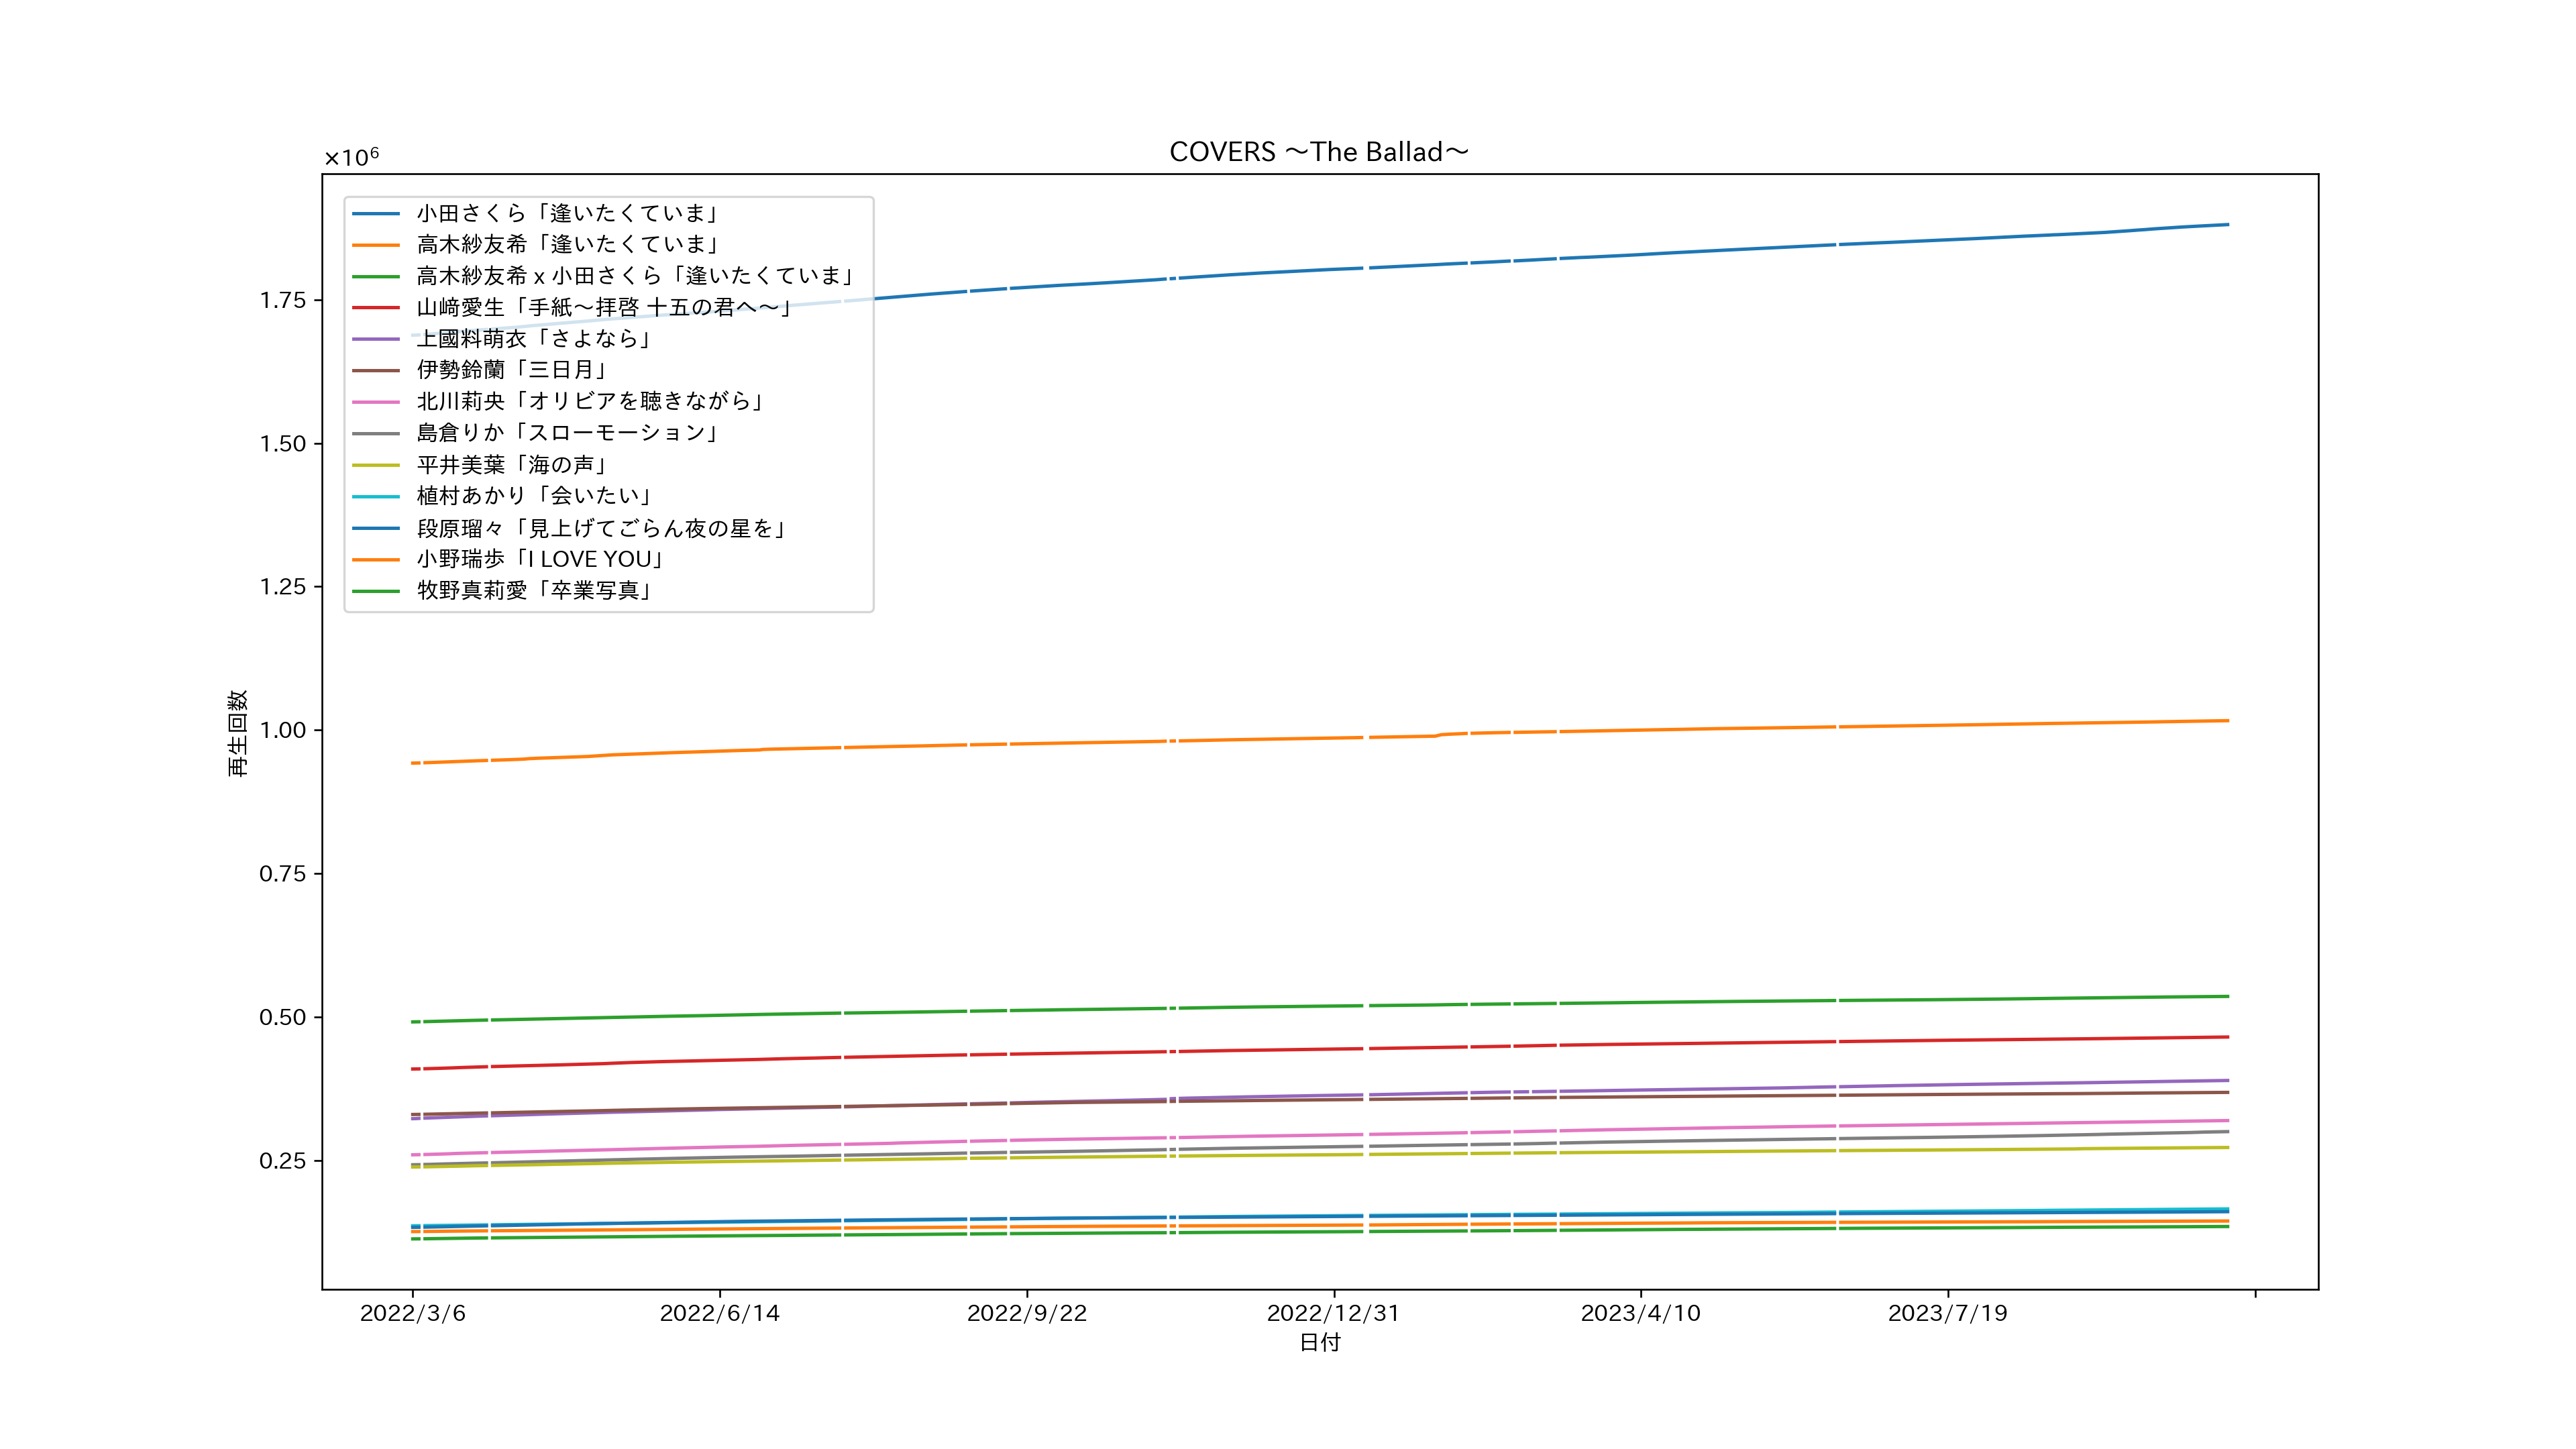 COVERS 〜The Ballad〜
×10⁶
小田さくら「逢いたくていま」
高木紗友希「逢いたくていま」
高木紗友希 x 小田さくら「逢いたくていま」
山﨑愛生「手紙〜拝啓 十五の君へ〜」
上國料萌衣「さよなら」
伊勢鈴蘭「三日月」
北川莉央「オリビアを聴きながら」
島倉りか「スローモーション」
平井美葉「海の声」
植村あかり「会いたい」
段原瑠々「見上げてごらん夜の星を」
小野瑞歩「I LOVE YOU」
牧野真莉愛「卒業写真」
1.75
1.50
1.25
1.00
0.75
0.50
0.25
再生回数
2022/3/6
2022/6/14
2022/9/22
2022/12/31
2023/4/10
2023/7/19
日付